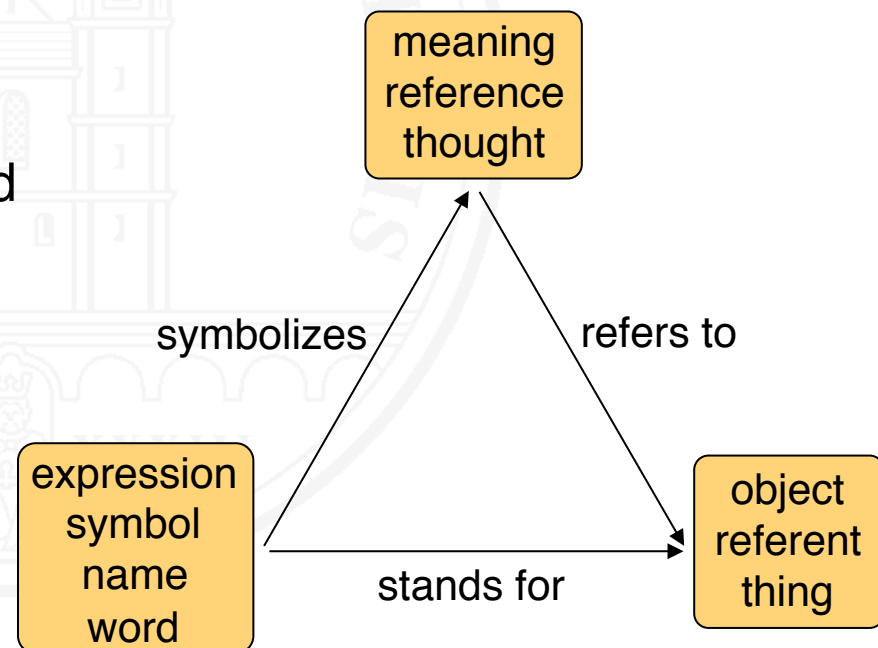 meaning
reference
thought
d
symbolizes
refers to
expression
symbol
name
word
object
referent
thing
stands for